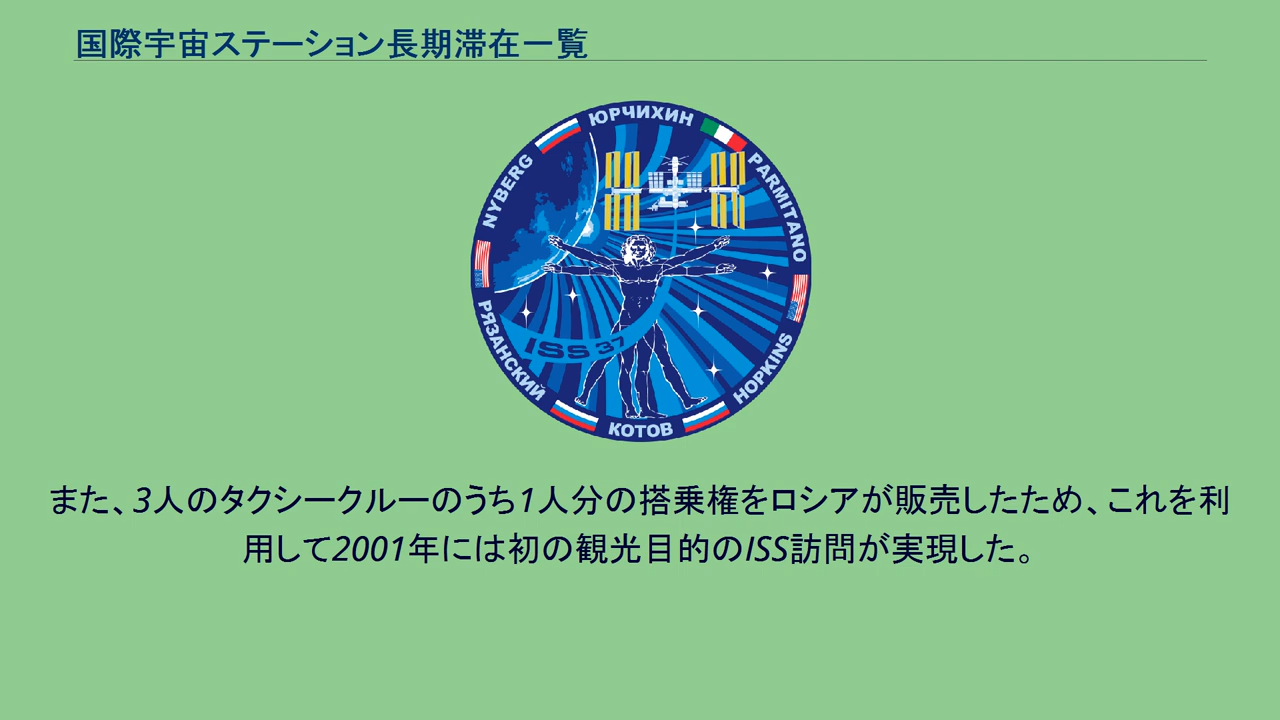 国際宇宙ステーション長期滞在一覧
ЮРЧИХИН
PARMITANO
HOPKINS
КОТОВ
РЯЗАНСКИЙ
NYBERG
ISS 37
また、3人のタクシークルーのうち1人分の搭乗権をロシアが販売したため、これを利
用して2001年には初の観光目的のISS訪問が実現した。